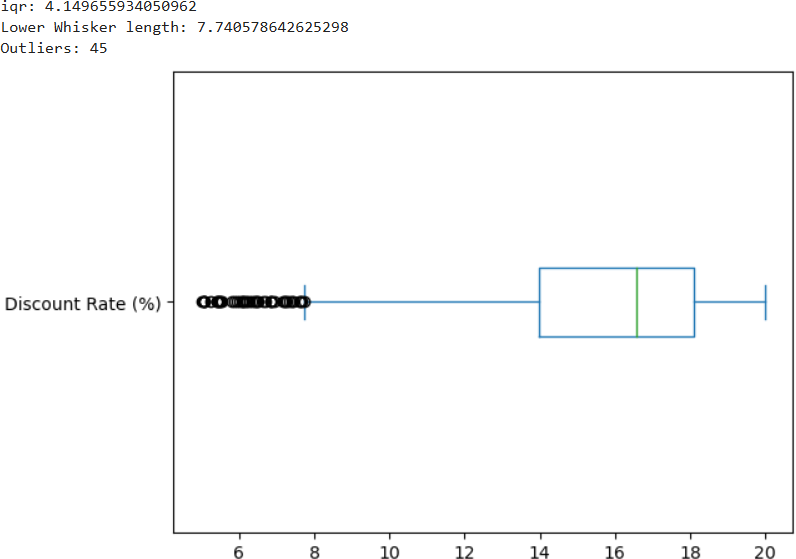 iqr: 4.149655934050962
Lower Whisker length: 7.740578642625298
Outliers: 45
Discount Rate (%)
6 8 10 12 14 16 18 20